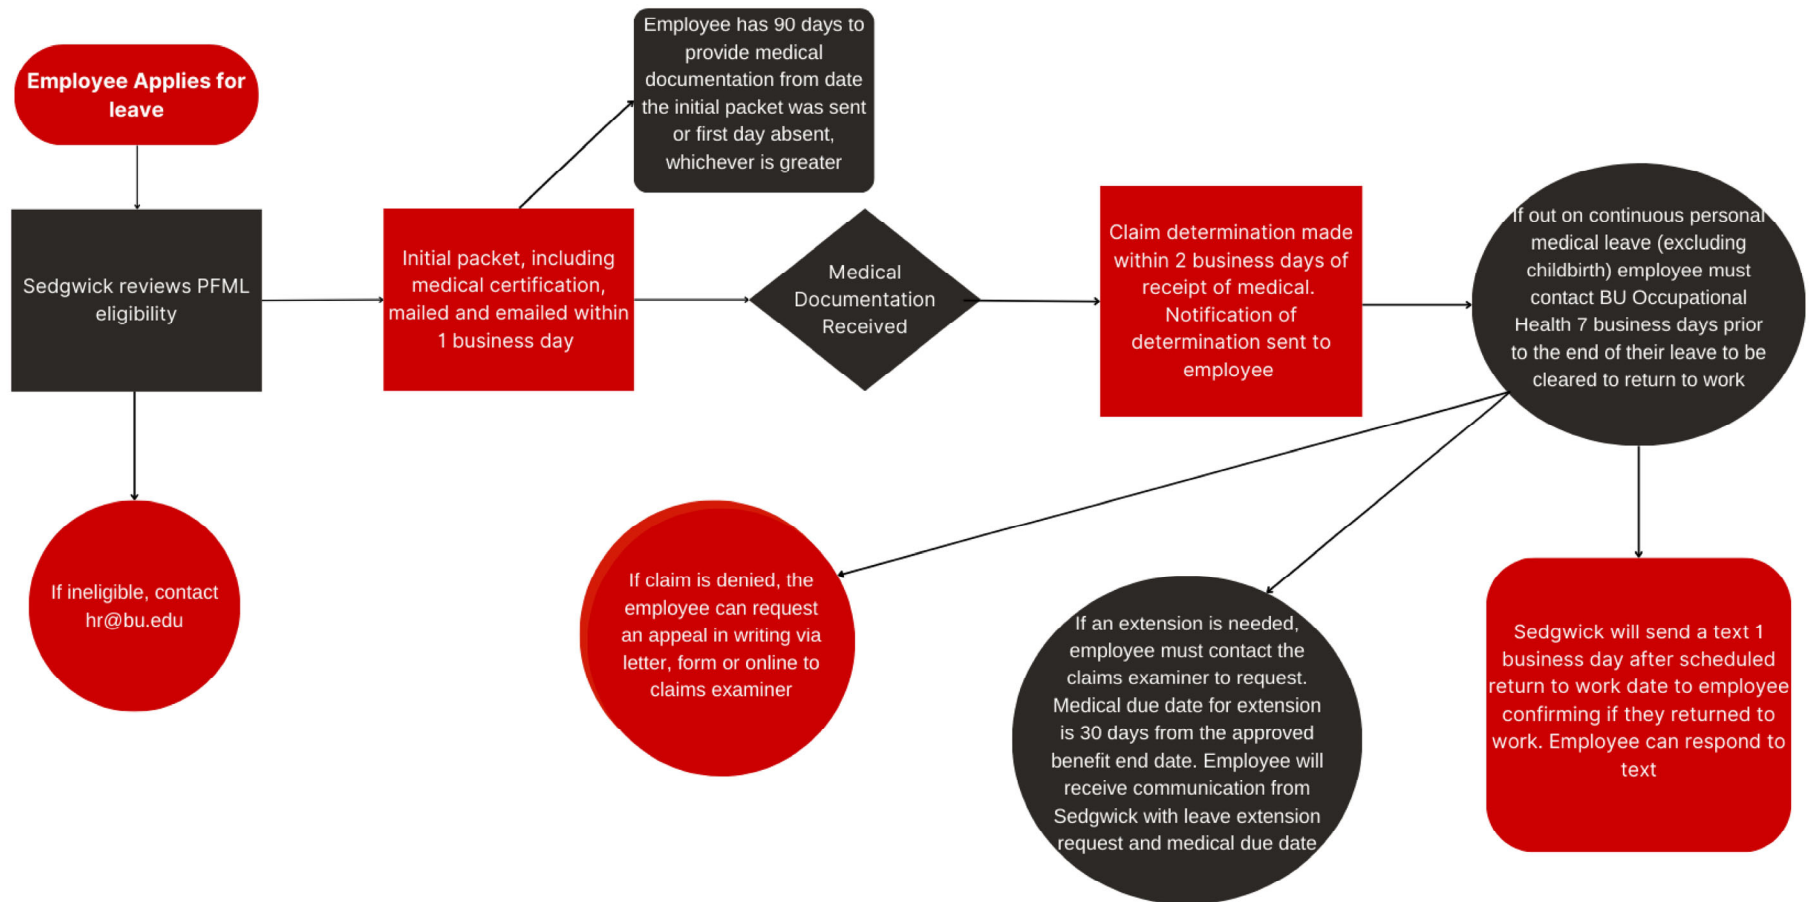 Employee Applies for
leave
Sedgwick reviews PFML
eligibility
If ineligible, contact
hr@bu.edu
Initial packet, including
medical certification,
mailed and emailed within
1 business day
Employee has 90 days to
provide medical
documentation from date
the initial packet was sent
or first day absent,
whichever is greater
Medical
Documentation
Received
Claim determination made
within 2 business days of
receipt of medical.
Notification of
determination sent to
employee
If out on continuous personal
medical leave (excluding
childbirth) employee must
contact BU Occupational
Health 7 business days prior
to the end of their leave to be
cleared to return to work
If claim is denied, the
employee can request
an appeal in writing via
letter, form or online to
claims examiner
If an extension is needed,
employee must contact the
claims examiner to request.
Medical due date for extension
is 30 days from the approved
benefit end date. Employee will
receive communication from
Sedgwick with leave extension
request and medical due date
Sedgwick will send a text 1
business day after scheduled
return to work date to employee
confirming if they returned to
work. Employee can respond to
text